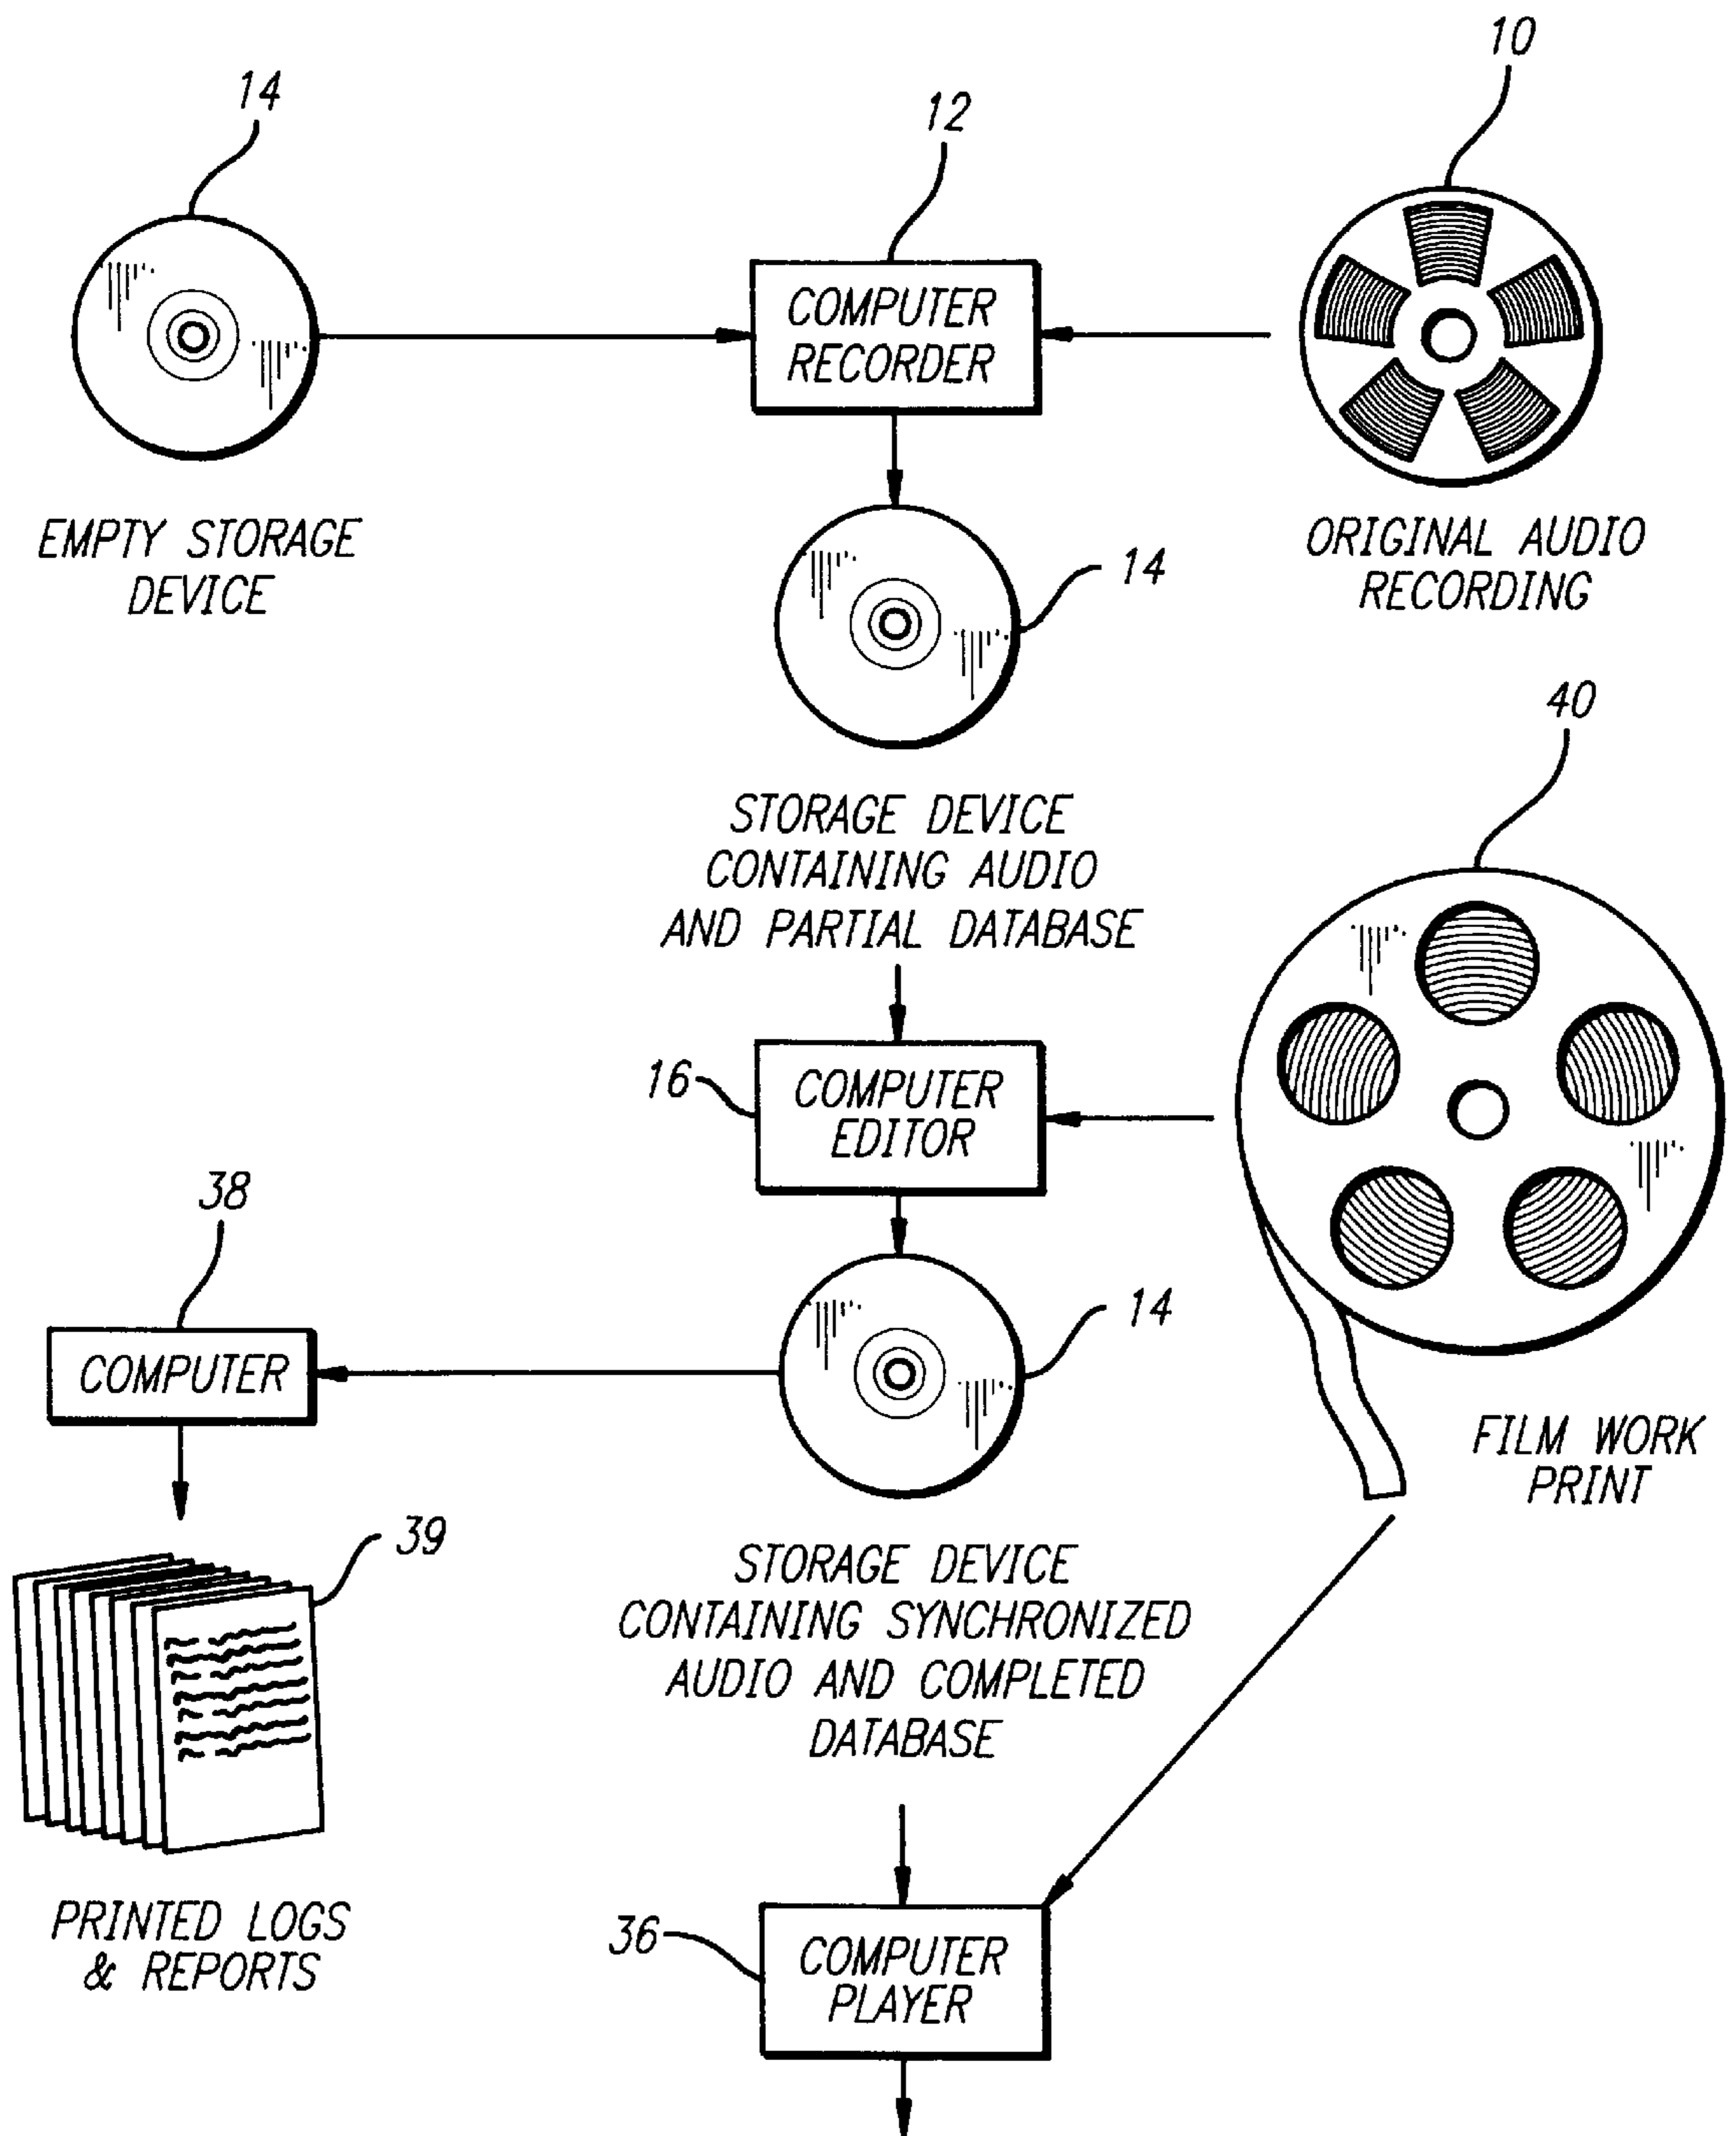 10
14
12
COMPUTER
RECORDER
EMPTY STORAGE
DEVICE
ORIGINAL AUDIO
RECORDING
14
40
STORAGE DEVICE
CONTAINING AUDIO
AND PARTIAL DATABASE
16
COMPUTER
EDITOR
38
14
COMPUTER
FILM WORK
PRINT
39
STORAGE DEVICE
CONTAINING SYNCHRONIZED
AUDIO AND COMPLETED
DATABASE
PRINTED LOGS
& REPORTS
36
COMPUTER
PLAYER